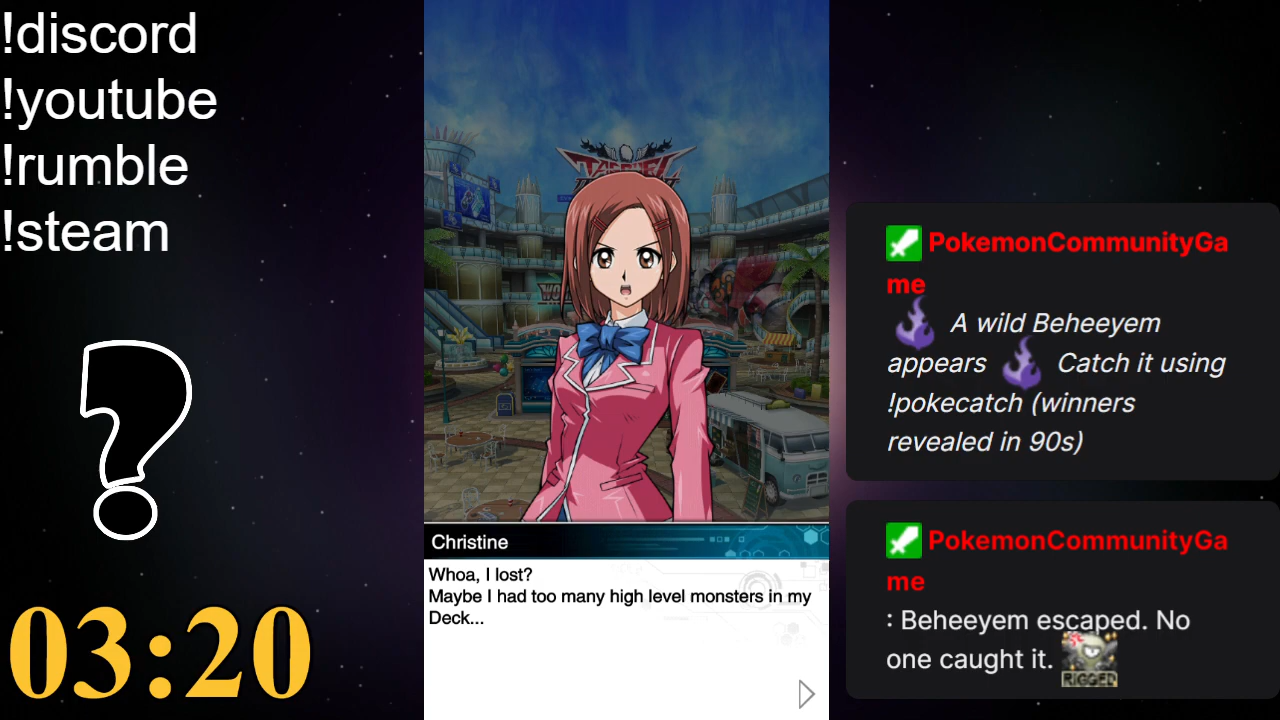 !discord
!youtube
!rumble
!steam
03:20
Christine
Whoa, I lost?
Maybe I had too many high level monsters in my
Deck...
PokemonCommunityGa
me
A wild Beheeyem
appears Catch it using
!pokecatch (winners
revealed in 90s)
PokemonCommunityGa
me
: Beheeyem escaped. No
one caught it.
RIGGED